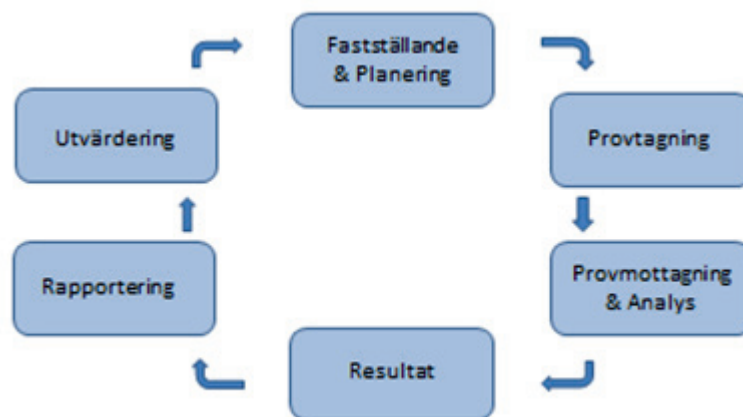 Fastställande
& Planering
Utvärdering
Provtagning
Rapportering
Provmottagning
& Analys
Resultat